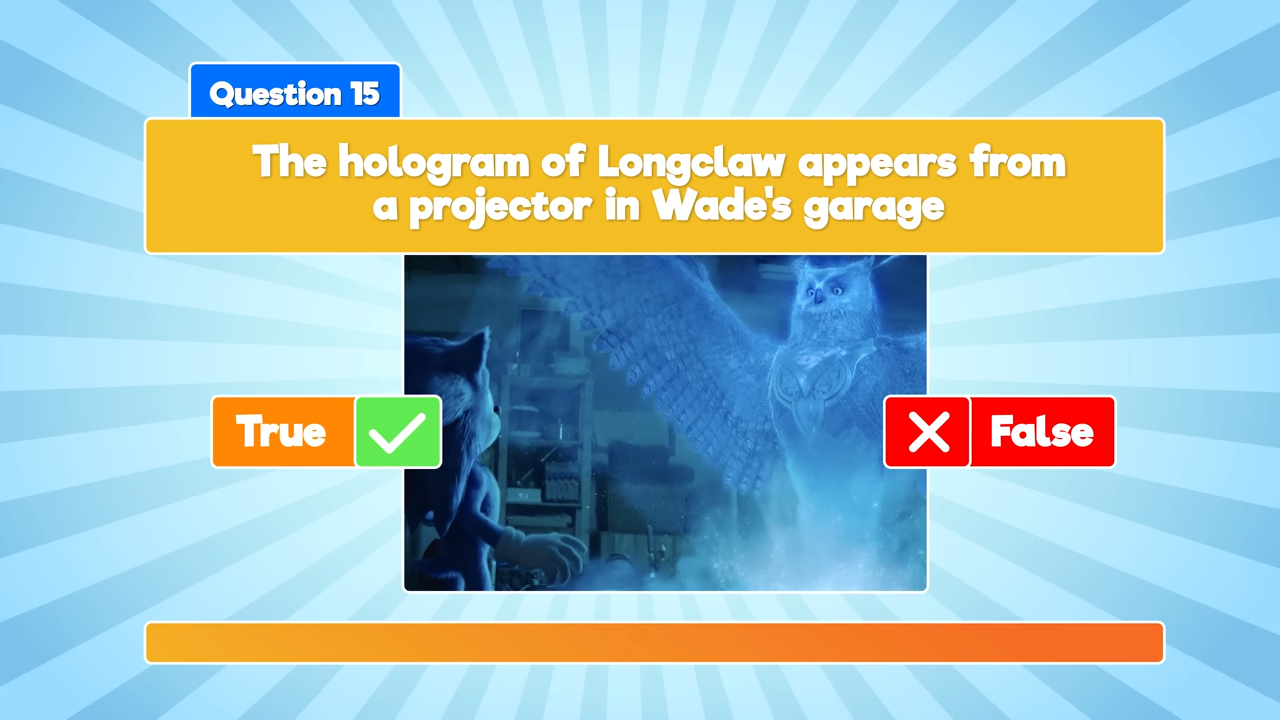 Question 15
The hologram of Longclaw appears from
a projector in Wade's garage
True
False